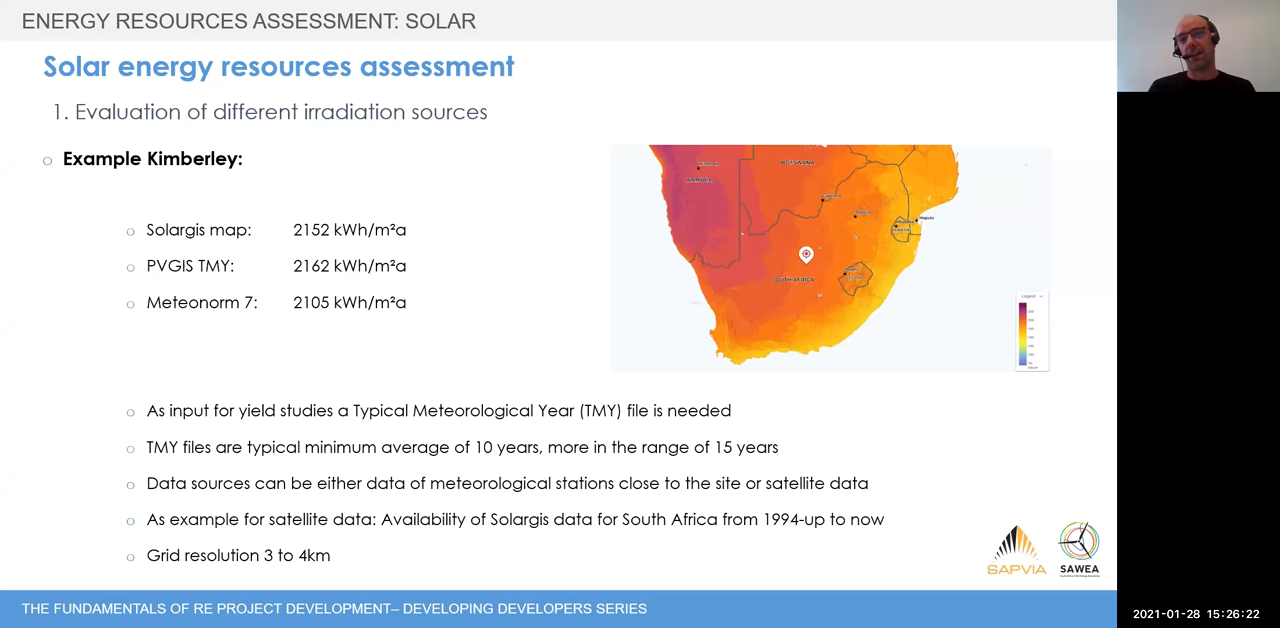 ENERGY RESOURCES ASSESSMENT: SOLAR
Solar energy resources assessment
1. Evaluation of different irradiation sources
Example Kimberley:
Solargis map: 2152 kWh/m²a
PVGIS TMY: 2162 kWh/m²a
Meteonorm 7: 2105 kWh/m²a
BOTSWANA
NAMIBIA
Maputo
SOUTH AFRICA
Legend
As input for yield studies a Typical Meteorological Year (TMY) file is needed
TMY files are typical minimum average of 10 years, more in the range of 15 years
Data sources can be either data of meteorological stations close to the site or satellite data
As example for satellite data: Availability of Solargis data for South Africa from 1994-up to now
Grid resolution 3 to 4km
SAPVIA
SAWEA
THE FUNDAMENTALS OF RE PROJECT DEVELOPMENT– DEVELOPING DEVELOPERS SERIES
2021-01-28 15:26:22